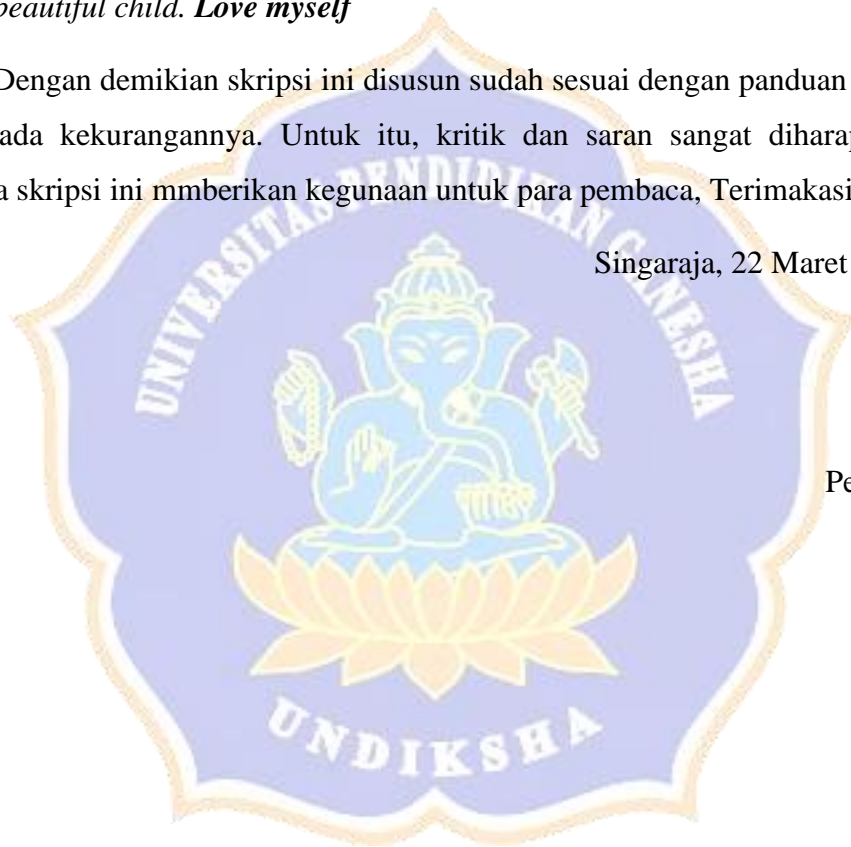 beautiful child. Love myself
Dengan demikian skripsi ini disusun sudah sesuai dengan panduan
ada kekurangannya. Untuk itu, kritik dan saran sangat diharap
a skripsi ini mmberikan kegunaan untuk para pembaca, Terimakasi
Singaraja, 22 Maret
Pe
UNIVERSITAS PENDIDIKAN GANESHA
UNDIKSHA